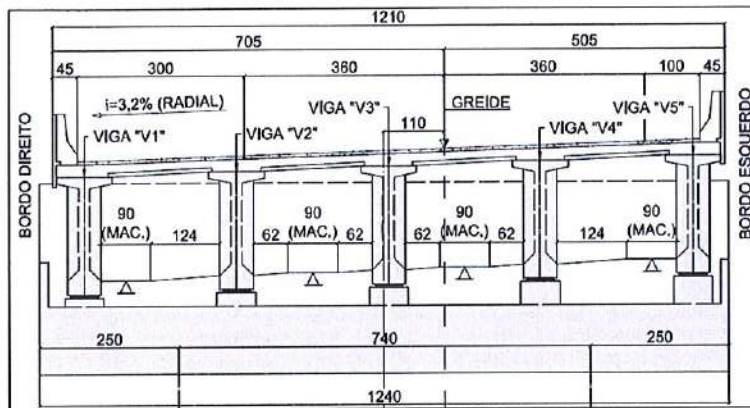 1210
705 505
45 300 360 360 100 45
i=3,2% (RADIAL)
VIGA "V3" GREIDE VIGA "V5"
VIGA "V1" VIGA "V2" 110 VIGA "V4"
BORDO DIREITO
BORDO ESQUERDO
90 90 90 90
(MAC.) (MAC.) (MAC.) (MAC.)
124 62 62 62 62 124
250 740 250
1240